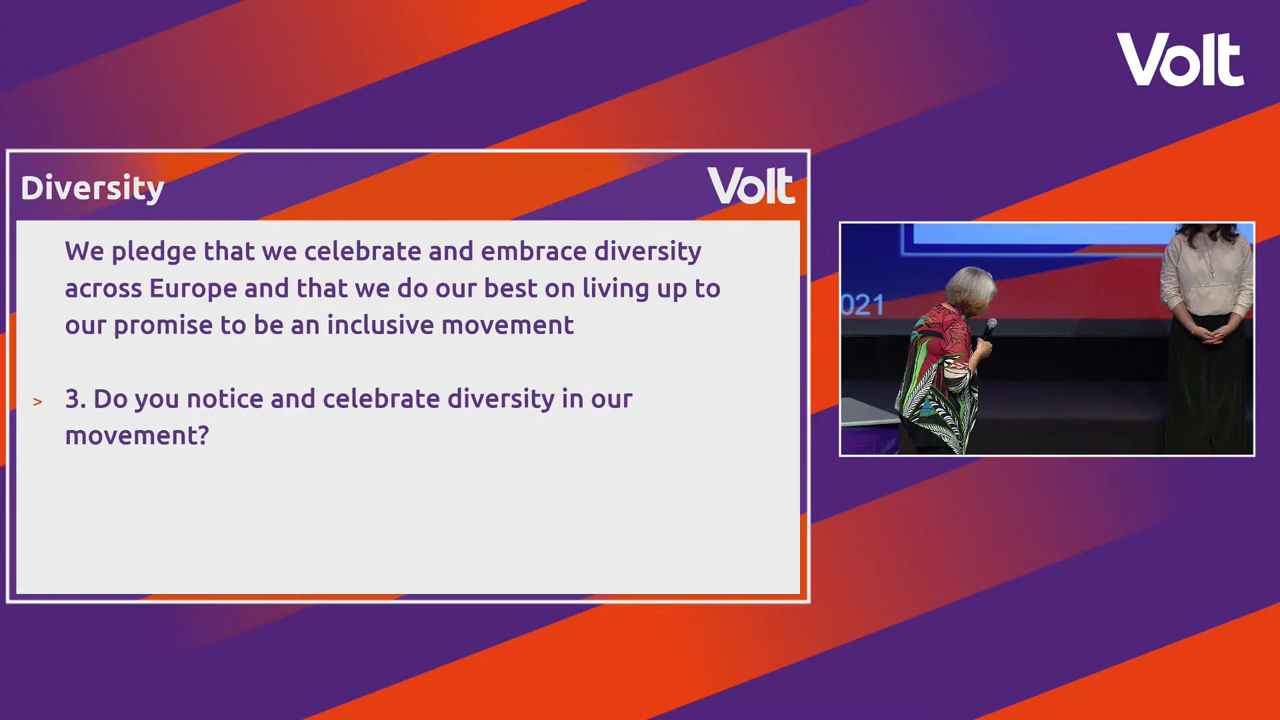 Volt
Diversity
Volt
We pledge that we celebrate and embrace diversity
across Europe and that we do our best on living up to
our promise to be an inclusive movement
> 3. Do you notice and celebrate diversity in our
movement?
2021